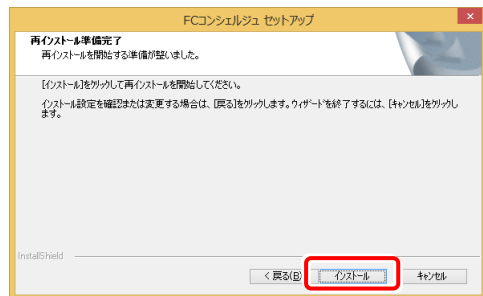 FCコンシェルジュ セットアップ
再インストール準備完了
再インストールを開始する準備が整いました。
[インストール]をクリックして再インストールを開始してください。
インストール設定を確認または変更する場合は、[戻る]をクリックします。ウィザードを終了するには、[キャンセル]をクリックし
ます。
InstallShield
< 戻る(B) インストール キャンセル